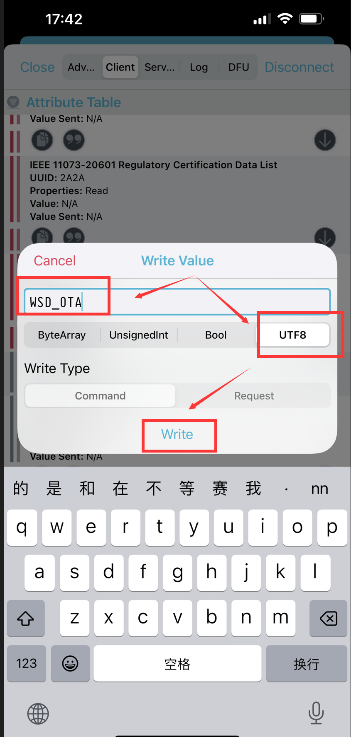 17:42
Close Adv... Client Serv... Log DFU Disconnect
Attribute Table
Value Sent: N/A
IEEE 11073-20601 Regulatory Certification Data List
UUID: 2A2A
Properties: Read
Value: N/A
Value Sent: N/A
Cancel Write Value
WSD_OTA
ByteArray UnsignedInt Bool UTF8
Write Type
Command Request
Write
Value Sent: N/A
的 是 和 在 不 等 赛 我 · nn
q w e r t y u i o p
a s d f g h j k l
z x c v b n m
123 空格 换行